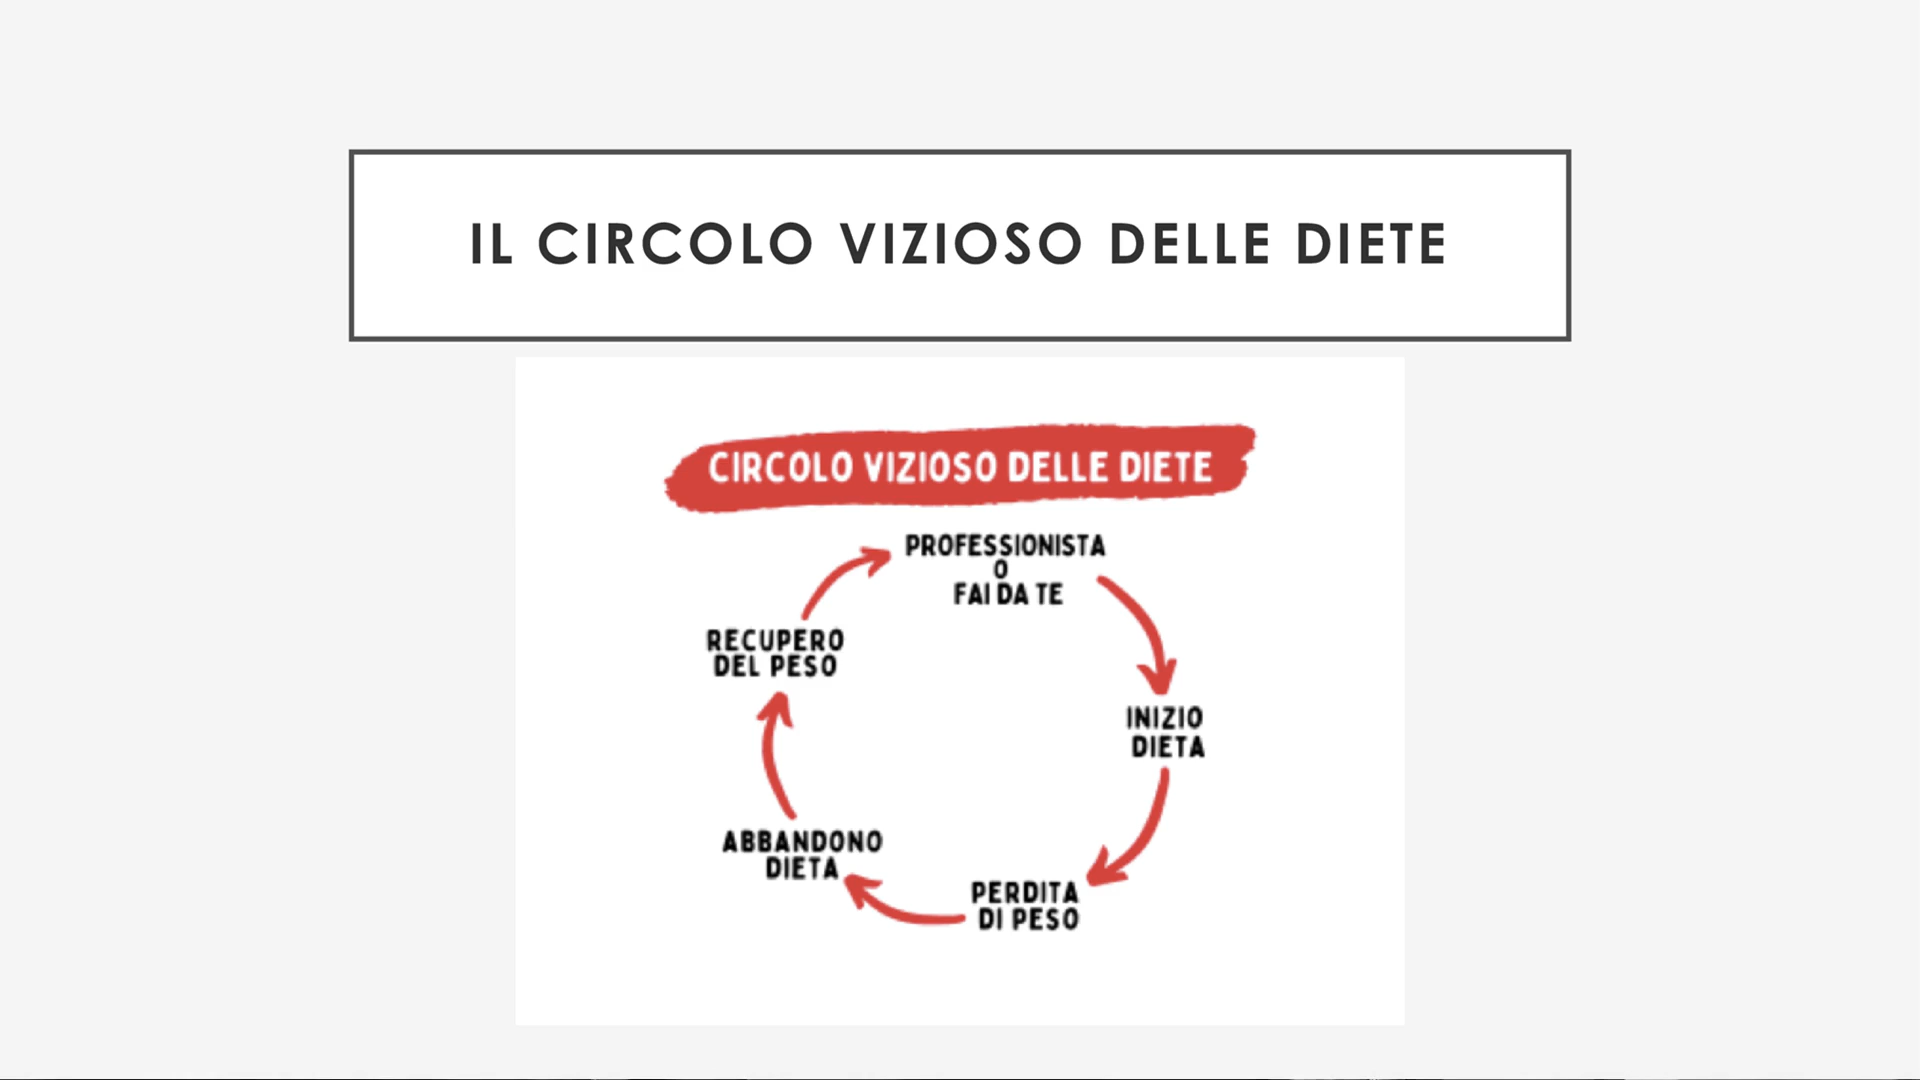 IL CIRCOLO VIZIOSO DELLE DIETE
CIRCOLO VIZIOSO DELLE DIETE
PROFESSIONISTA
O
FAI DA TE
INIZIO
DIETA
PERDITA
DI PESO
ABBANDONO
DIETA
RECUPERO
DEL PESO